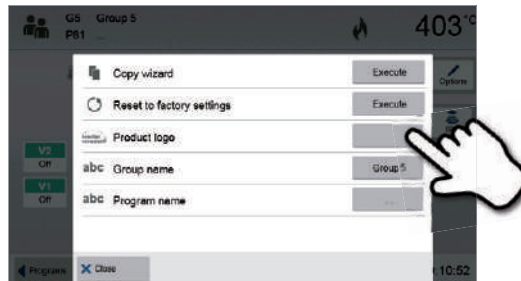 G5 Group 5
P81 ...
403°C
Copy wizard Execute
Reset to factory settings Execute
Options
Product logo
V2
Off
abc Group name Group 5
V1
Off
abc Program name ...
Programs
Close
10:52